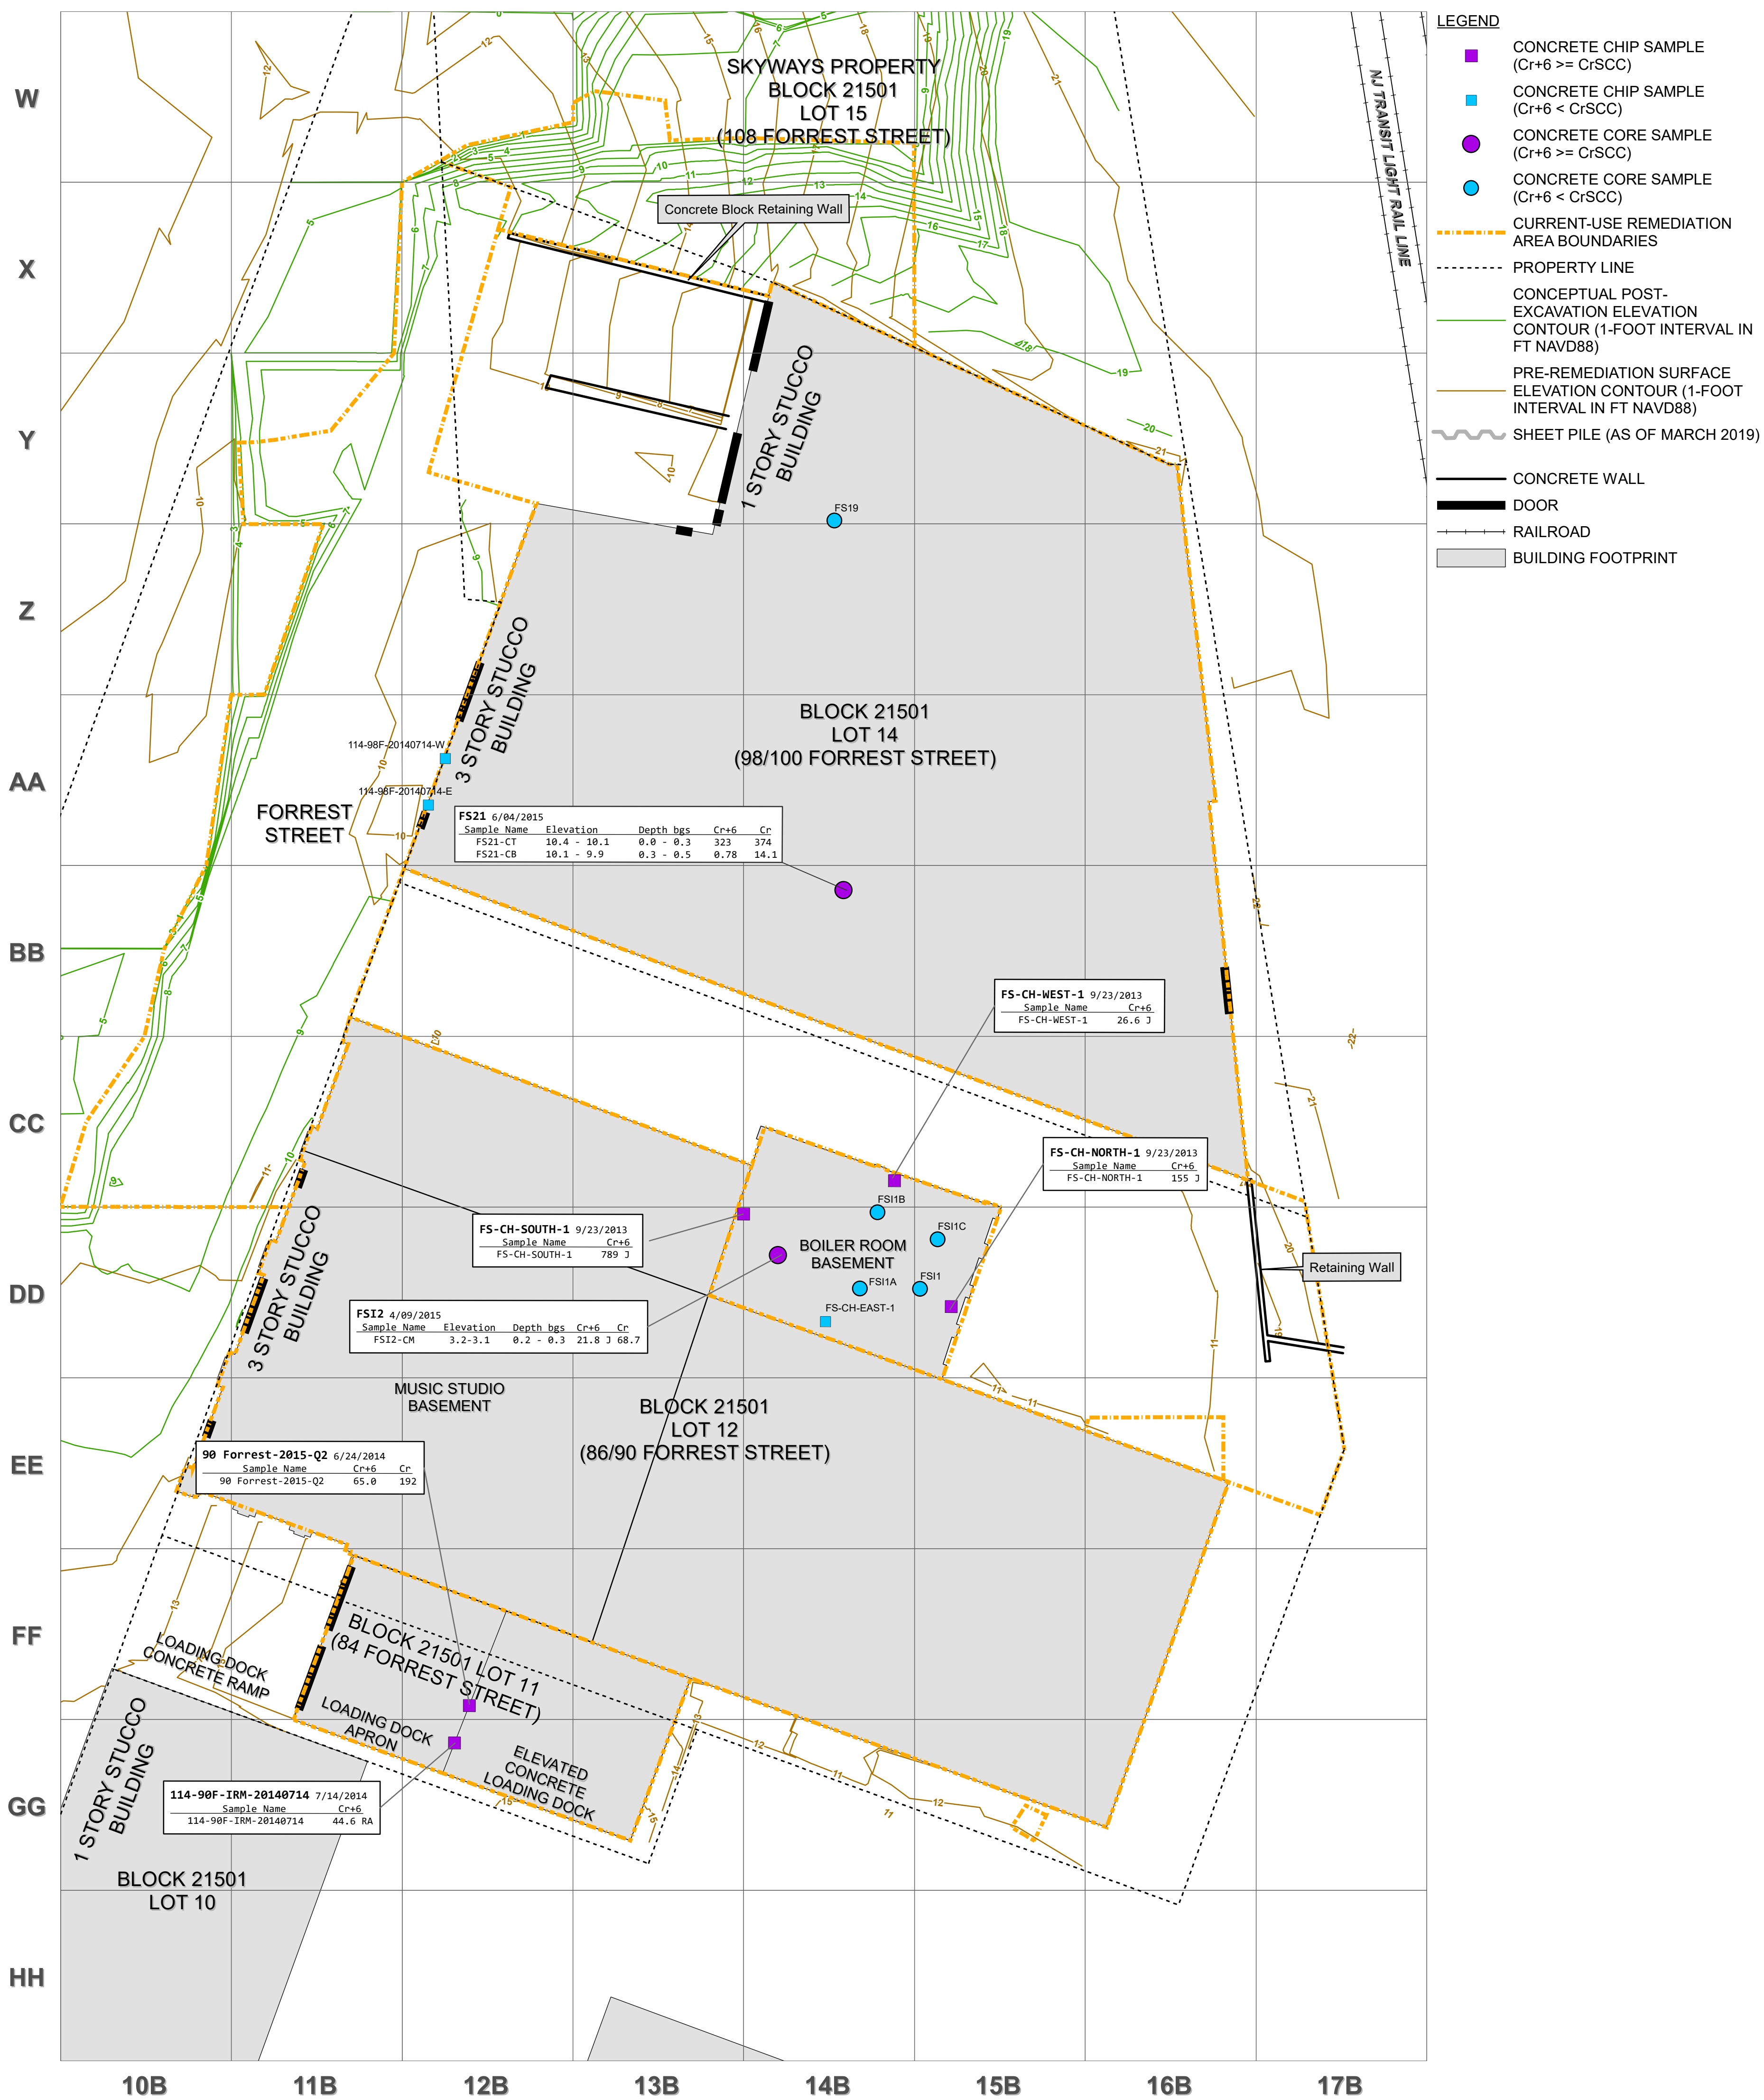 LEGEND
CONCRETE CHIP SAMPLE
(Cr+6 >= CrSCC)
CONCRETE CHIP SAMPLE
(Cr+6 < CrSCC)
CONCRETE CORE SAMPLE
(Cr+6 >= CrSCC)
CONCRETE CORE SAMPLE
(Cr+6 < CrSCC)
CURRENT-USE REMEDIATION
AREA BOUNDARIES
PROPERTY LINE
CONCEPTUAL POST-
EXCAVATION ELEVATION
CONTOUR (1-FOOT INTERVAL IN
FT NAVD88)
PRE-REMEDIATION SURFACE
ELEVATION CONTOUR (1-FOOT
INTERVAL IN FT NAVD88)
SHEET PILE (AS OF MARCH 2019)
CONCRETE WALL
DOOR
RAILROAD
BUILDING FOOTPRINT
NJ TRANSIT LIGHT RAIL LINE
SKYWAYS PROPERTY
BLOCK 21501
LOT 15
(108 FORREST STREET)
Concrete Block Retaining Wall
1 STORY STUCCO
BUILDING
FS19
3 STORY STUCCO
BUILDING
BLOCK 21501
LOT 14
(98/100 FORREST STREET)
114-98F-20140714-W
114-98F-20140714-E
FORREST
STREET
FS21 6/04/2015
Sample Name Elevation Depth bgs Cr+6 Cr
FS21-CT 10.4 - 10.1 0.0 - 0.3 323 374
FS21-CB 10.1 - 9.9 0.3 - 0.5 0.78 14.1
FS-CH-WEST-1 9/23/2013
Sample Name Cr+6
FS-CH-WEST-1 26.6 J
FS-CH-NORTH-1 9/23/2013
Sample Name Cr+6
FS-CH-NORTH-1 155 J
FS-CH-SOUTH-1 9/23/2013
Sample Name Cr+6
FS-CH-SOUTH-1 789 J
FSI1B
FSI1C
BOILER ROOM
BASEMENT
FSI1A
FSI1
FS-CH-EAST-1
Retaining Wall
3 STORY STUCCO
BUILDING
FSI2 4/09/2015
Sample Name Elevation Depth bgs Cr+6 Cr
FSI2-CM 3.2-3.1 0.2 - 0.3 21.8 J 68.7
MUSIC STUDIO
BASEMENT
BLOCK 21501
LOT 12
(86/90 FORREST STREET)
90 Forrest-2015-Q2 6/24/2014
Sample Name Cr+6 Cr
90 Forrest-2015-Q2 65.0 192
BLOCK 21501 LOT 11
(84 FORREST STREET)
LOADING DOCK
CONCRETE RAMP
LOADING DOCK
APRON
ELEVATED
CONCRETE
LOADING DOCK
1 STORY STUCCO
BUILDING
114-90F-IRM-20140714 7/14/2014
Sample Name Cr+6
114-90F-IRM-20140714 44.6 RA
BLOCK 21501
LOT 10
W
X
Y
Z
AA
BB
CC
DD
EE
FF
GG
HH
10B 11B 12B 13B 14B 15B 16B 17B